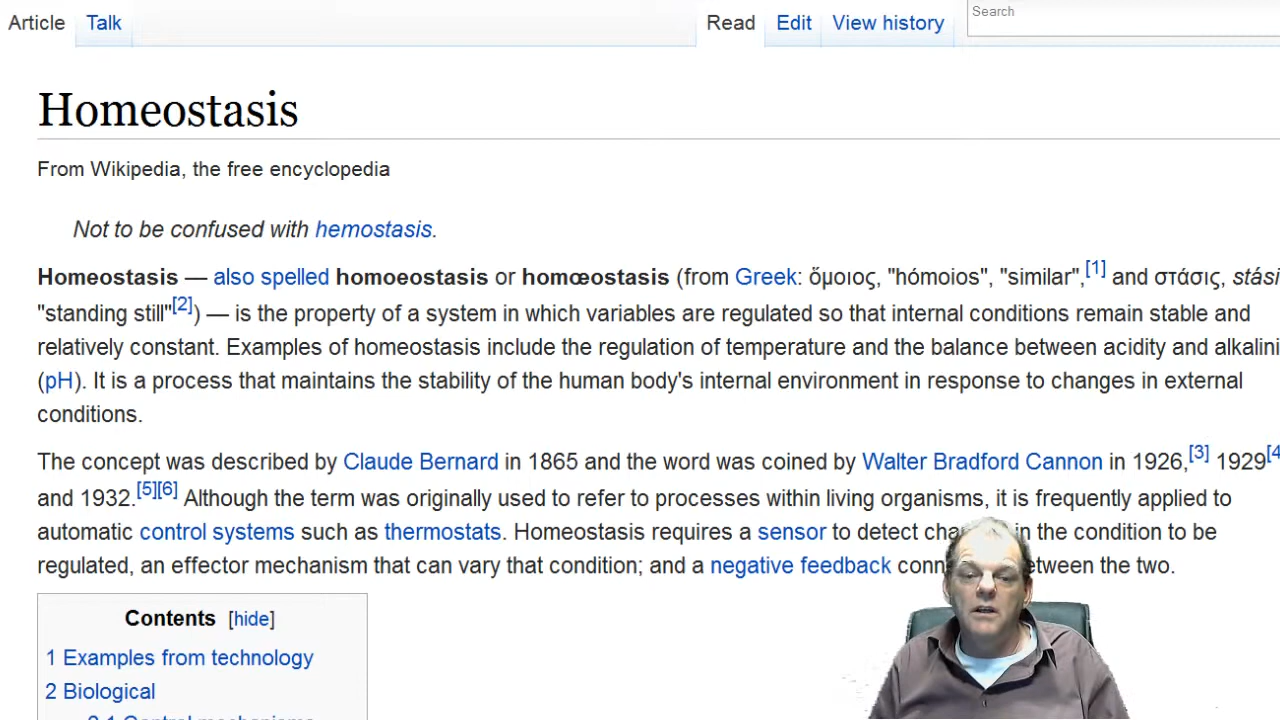 Article Talk Read Edit View history Search
Homeostasis
From Wikipedia, the free encyclopedia
Not to be confused with hemostasis.
Homeostasis — also spelled homoeostasis or homœostasis (from Greek: ὅμοιος, "hómoios", "similar",[1] and στάσις, stási
"standing still"[2]) — is the property of a system in which variables are regulated so that internal conditions remain stable and
relatively constant. Examples of homeostasis include the regulation of temperature and the balance between acidity and alkalini
(pH). It is a process that maintains the stability of the human body's internal environment in response to changes in external
conditions.
The concept was described by Claude Bernard in 1865 and the word was coined by Walter Bradford Cannon in 1926,[3] 1929[4
and 1932.[5][6] Although the term was originally used to refer to processes within living organisms, it is frequently applied to
automatic control systems such as thermostats. Homeostasis requires a sensor to detect in the condition to be
regulated, an effector mechanism that can vary that condition; and a negative feedback between the two.
Contents [hide]
1 Examples from technology
2 Biological
2.1 Control mechanisms